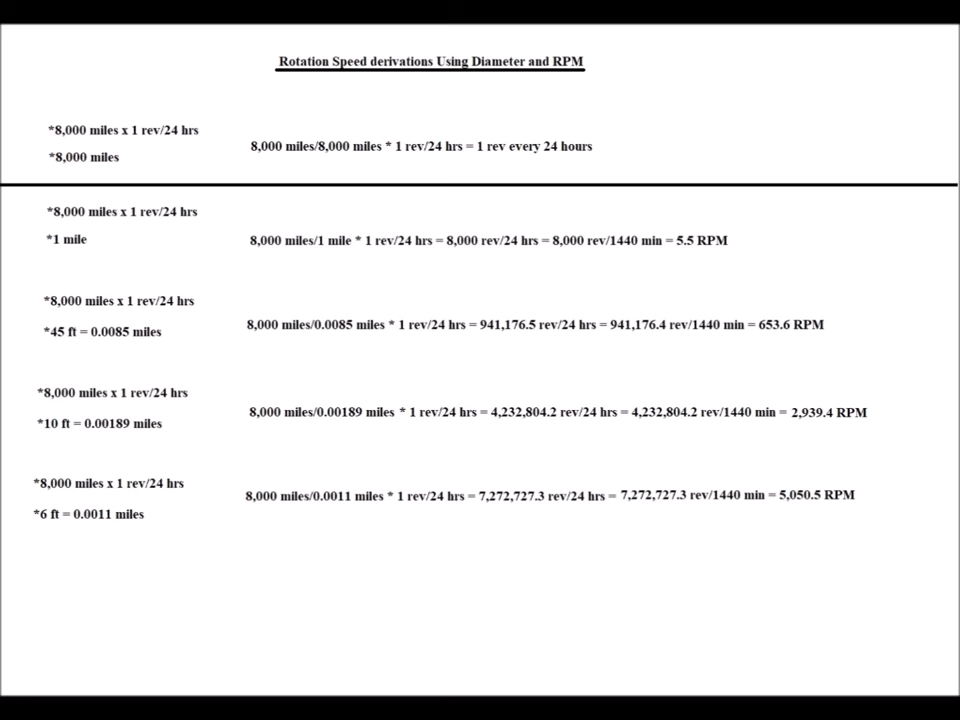 Rotation Speed derivations Using Diameter and RPM
*8,000 miles x 1 rev/24 hrs
*8,000 miles
8,000 miles/8,000 miles * 1 rev/24 hrs = 1 rev every 24 hours
*8,000 miles x 1 rev/24 hrs
*1 mile
8,000 miles/1 mile * 1 rev/24 hrs = 8,000 rev/24 hrs = 8,000 rev/1440 min = 5.5 RPM
*8,000 miles x 1 rev/24 hrs
*45 ft = 0.0085 miles
8,000 miles/0.0085 miles * 1 rev/24 hrs = 941,176.5 rev/24 hrs = 941,176.4 rev/1440 min = 653.6 RPM
*8,000 miles x 1 rev/24 hrs
*10 ft = 0.00189 miles
8,000 miles/0.00189 miles * 1 rev/24 hrs = 4,232,804.2 rev/24 hrs = 4,232,804.2 rev/1440 min = 2,939.4 RPM
*8,000 miles x 1 rev/24 hrs
*6 ft = 0.0011 miles
8,000 miles/0.0011 miles * 1 rev/24 hrs = 7,272,727.3 rev/24 hrs = 7,272,727.3 rev/1440 min = 5,050.5 RPM